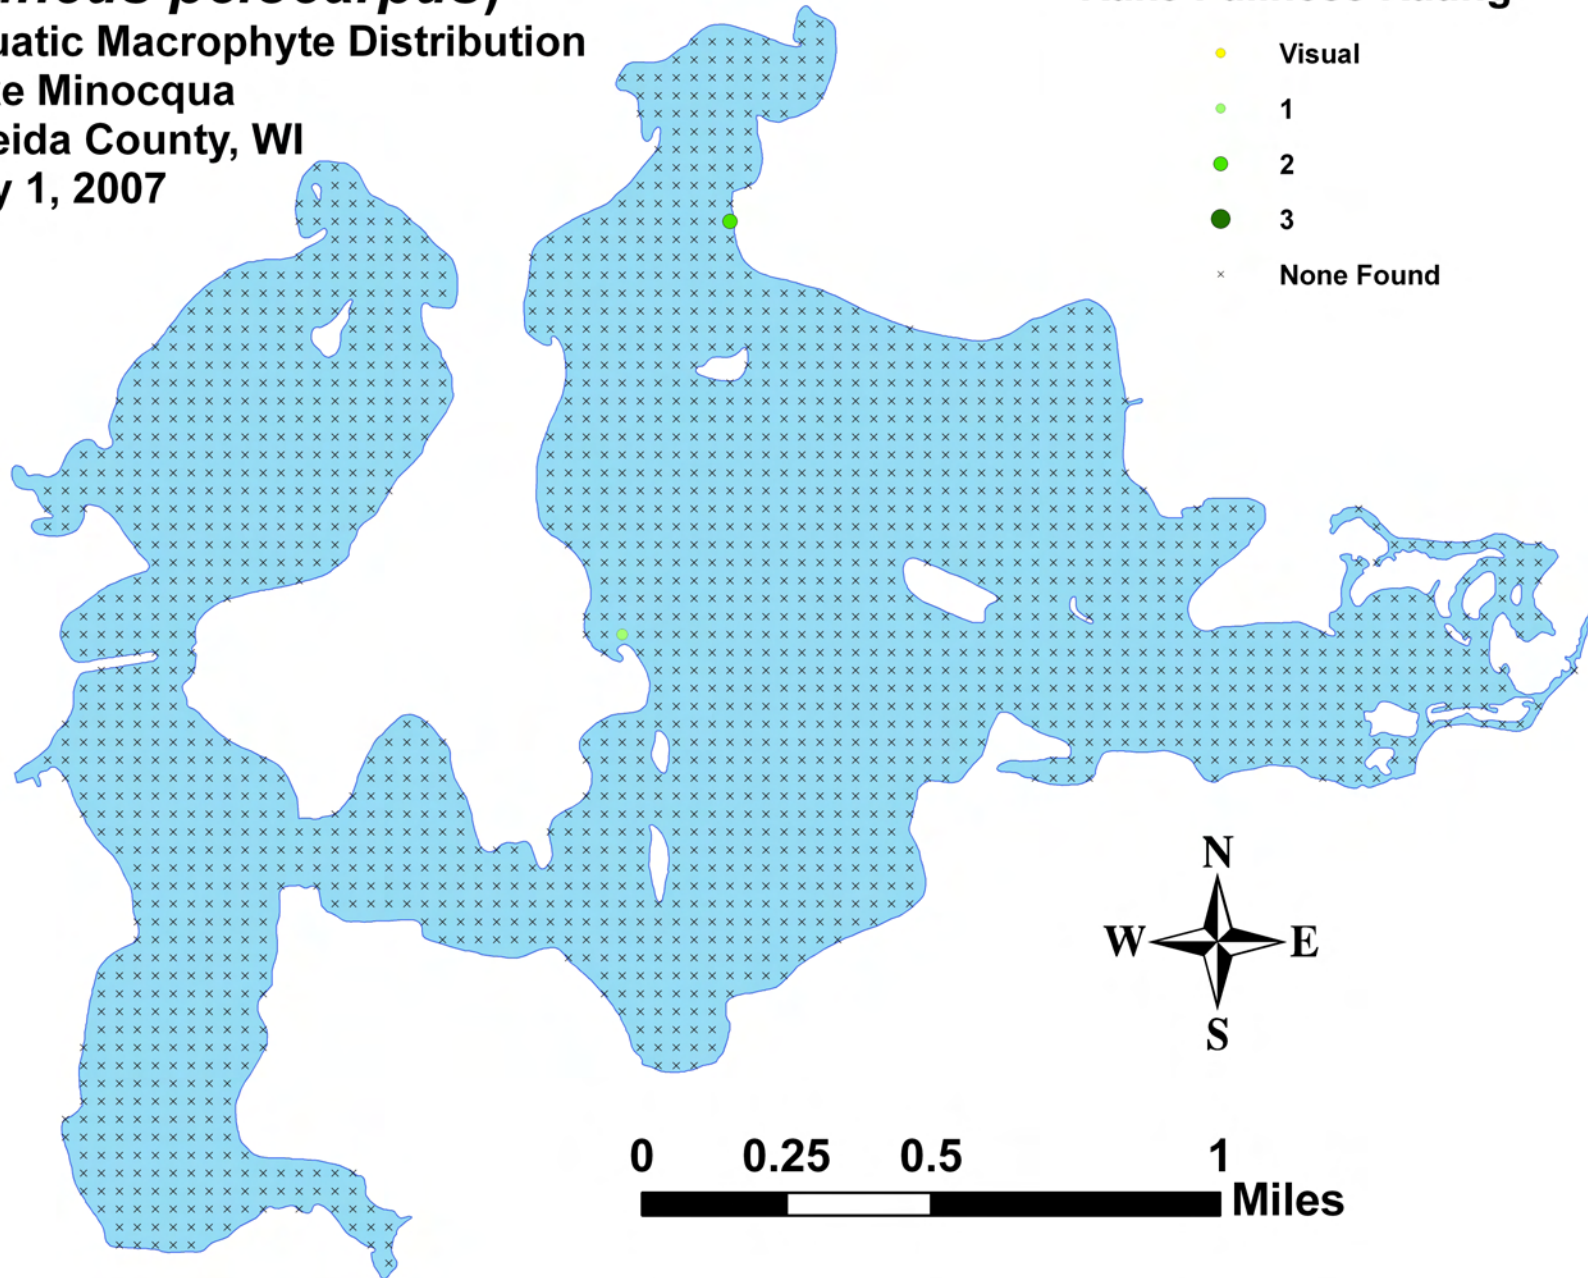 uatic Macrophyte Distribution
e Minocqua
eida County, WI
y 1, 2007
Visual
1
2
3
None Found
N
W E
S
0 0.25 0.5 1
Miles